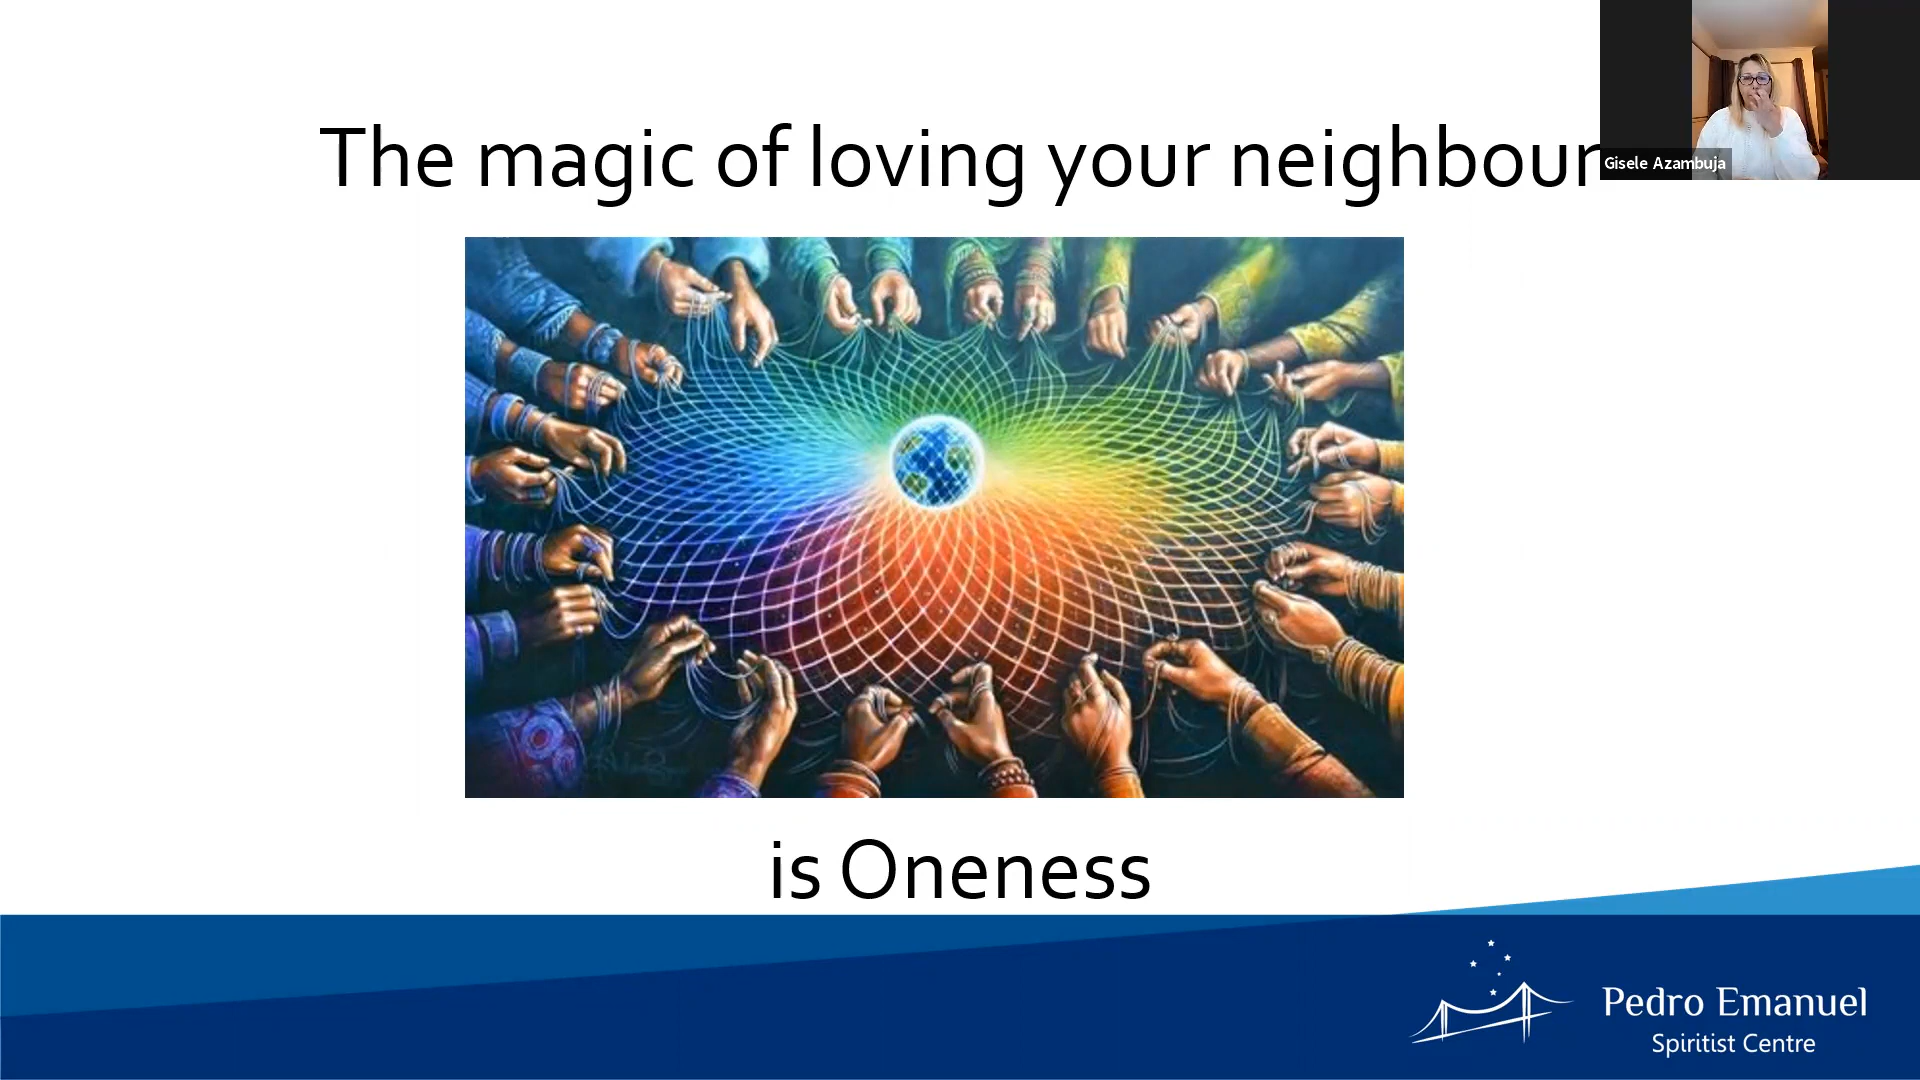 The magic of loving your neighbour
Gisele Azambuja
is Oneness
Pedro Emanuel
Spiritist Centre